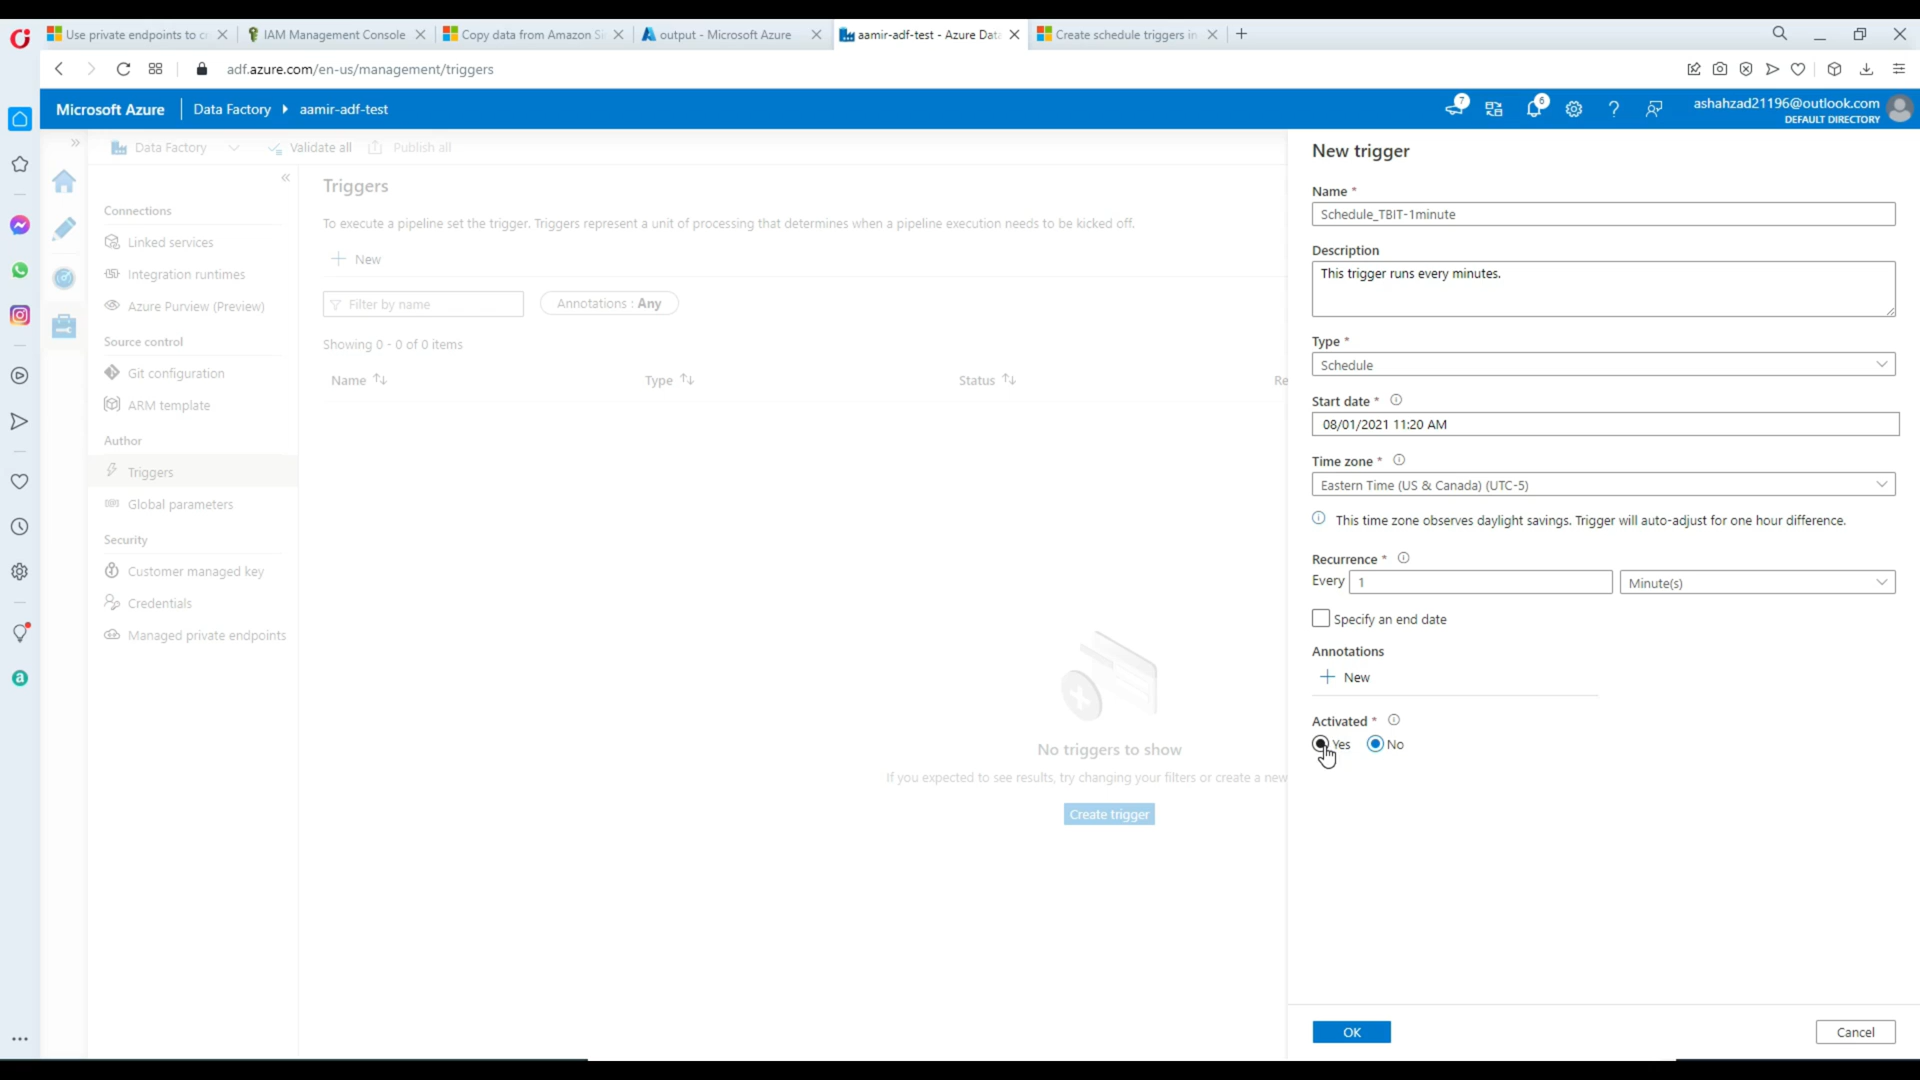 Use private endpoints to c
IAM Management Console
Copy data from Amazon Si
output - Microsoft Azure
aamir-adf-test - Azure Data
Create schedule triggers in
adf.azure.com/en-us/management/triggers
Microsoft Azure
Data Factory
aamir-adf-test
7
6
ashahzad21196@outlook.com
DEFAULT DIRECTORY
Data Factory
Validate all
Publish all
Connections
Linked services
Integration runtimes
Azure Purview (Preview)
Source control
Git configuration
ARM template
Author
Triggers
Global parameters
Security
Customer managed key
Credentials
Managed private endpoints
Triggers
To execute a pipeline set the trigger. Triggers represent a unit of processing that determines when a pipeline execution needs to be kicked off.
New
Filter by name
Annotations : Any
Showing 0 - 0 of 0 items
Name
Type
Status
Re
No triggers to show
If you expected to see results, try changing your filters or create a new
Create trigger
New trigger
Name *
Schedule_TBIT-1minute
Description
This trigger runs every minutes.
Type *
Schedule
Start date *
08/01/2021 11:20 AM
Time zone *
Eastern Time (US & Canada) (UTC-5)
This time zone observes daylight savings. Trigger will auto-adjust for one hour difference.
Recurrence *
Every 1 Minute(s)
Specify an end date
Annotations
New
Activated *
Yes No
OK
Cancel
a